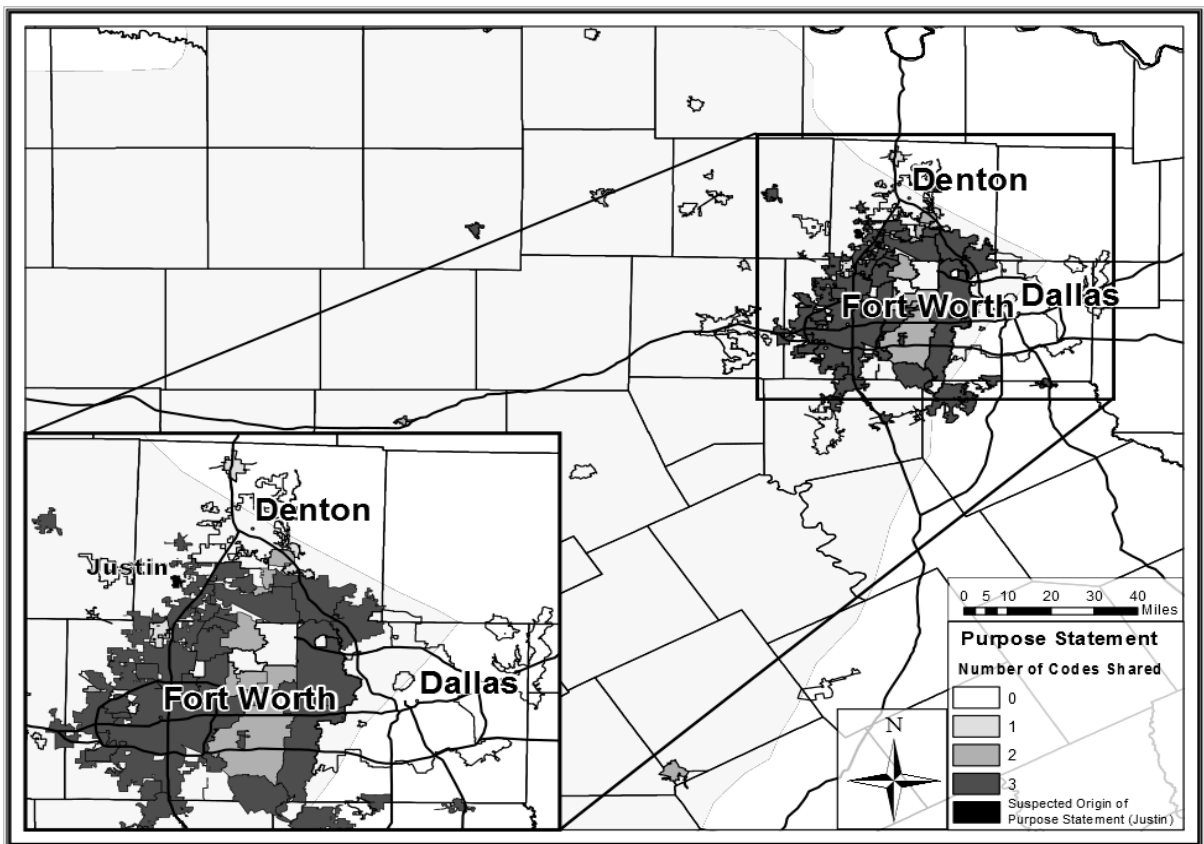 Denton
Fort Worth
Dallas
Denton
Justin
Fort Worth
Dallas
0 5 10 20 30 40
Miles
Purpose Statement
Number of Codes Shared
0
1
2
3
Suspected Origin of
Purpose Statement (Justin)
N